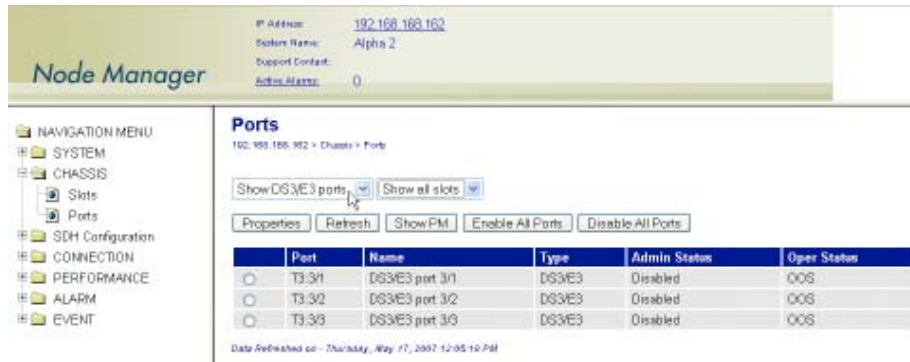 Node Manager
IP Address: 192.168.168.162
System Name: Alpha 2
Support Contact:
Active Alarms: 0
NAVIGATION MENU
SYSTEM
CHASSIS
Slots
Ports
SDH Configuration
CONNECTION
PERFORMANCE
ALARM
EVENT
Ports
192.168.168.162 > Chassis > Ports
Show DS3/E3 ports Show all slots
Properties Refresh Show PM Enable All Ports Disable All Ports
Port Name Type Admin Status Oper Status
T3:3/1 DS3/E3 port 3/1 DS3/E3 Disabled OOS
T3:3/2 DS3/E3 port 3/2 DS3/E3 Disabled OOS
T3:3/3 DS3/E3 port 3/3 DS3/E3 Disabled OOS
Data Refreshed on - Thursday, May 17, 2007 12:05:19 PM